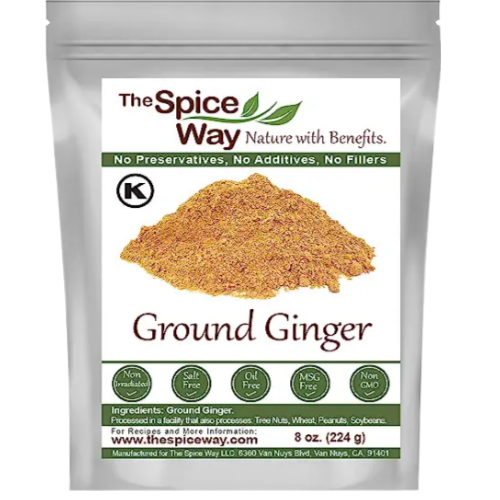 The Spice
Way Nature with Benefits.
No Preservatives, No Additives, No Fillers
K
Ground Ginger
Non Irradiated
Salt Free
Oil Free
MSG Free
Non GMO
Ingredients: Ground Ginger.
Processed in a facility that also processes: Tree Nuts, Wheat, Peanuts, Soybeans.
For Recipes and More Information:
www.thespiceway.com 8 oz. (224 g)
Manufactured for The Spice Way LLC. 6360 Van Nuys Blvd, Van Nuys, CA, 91401